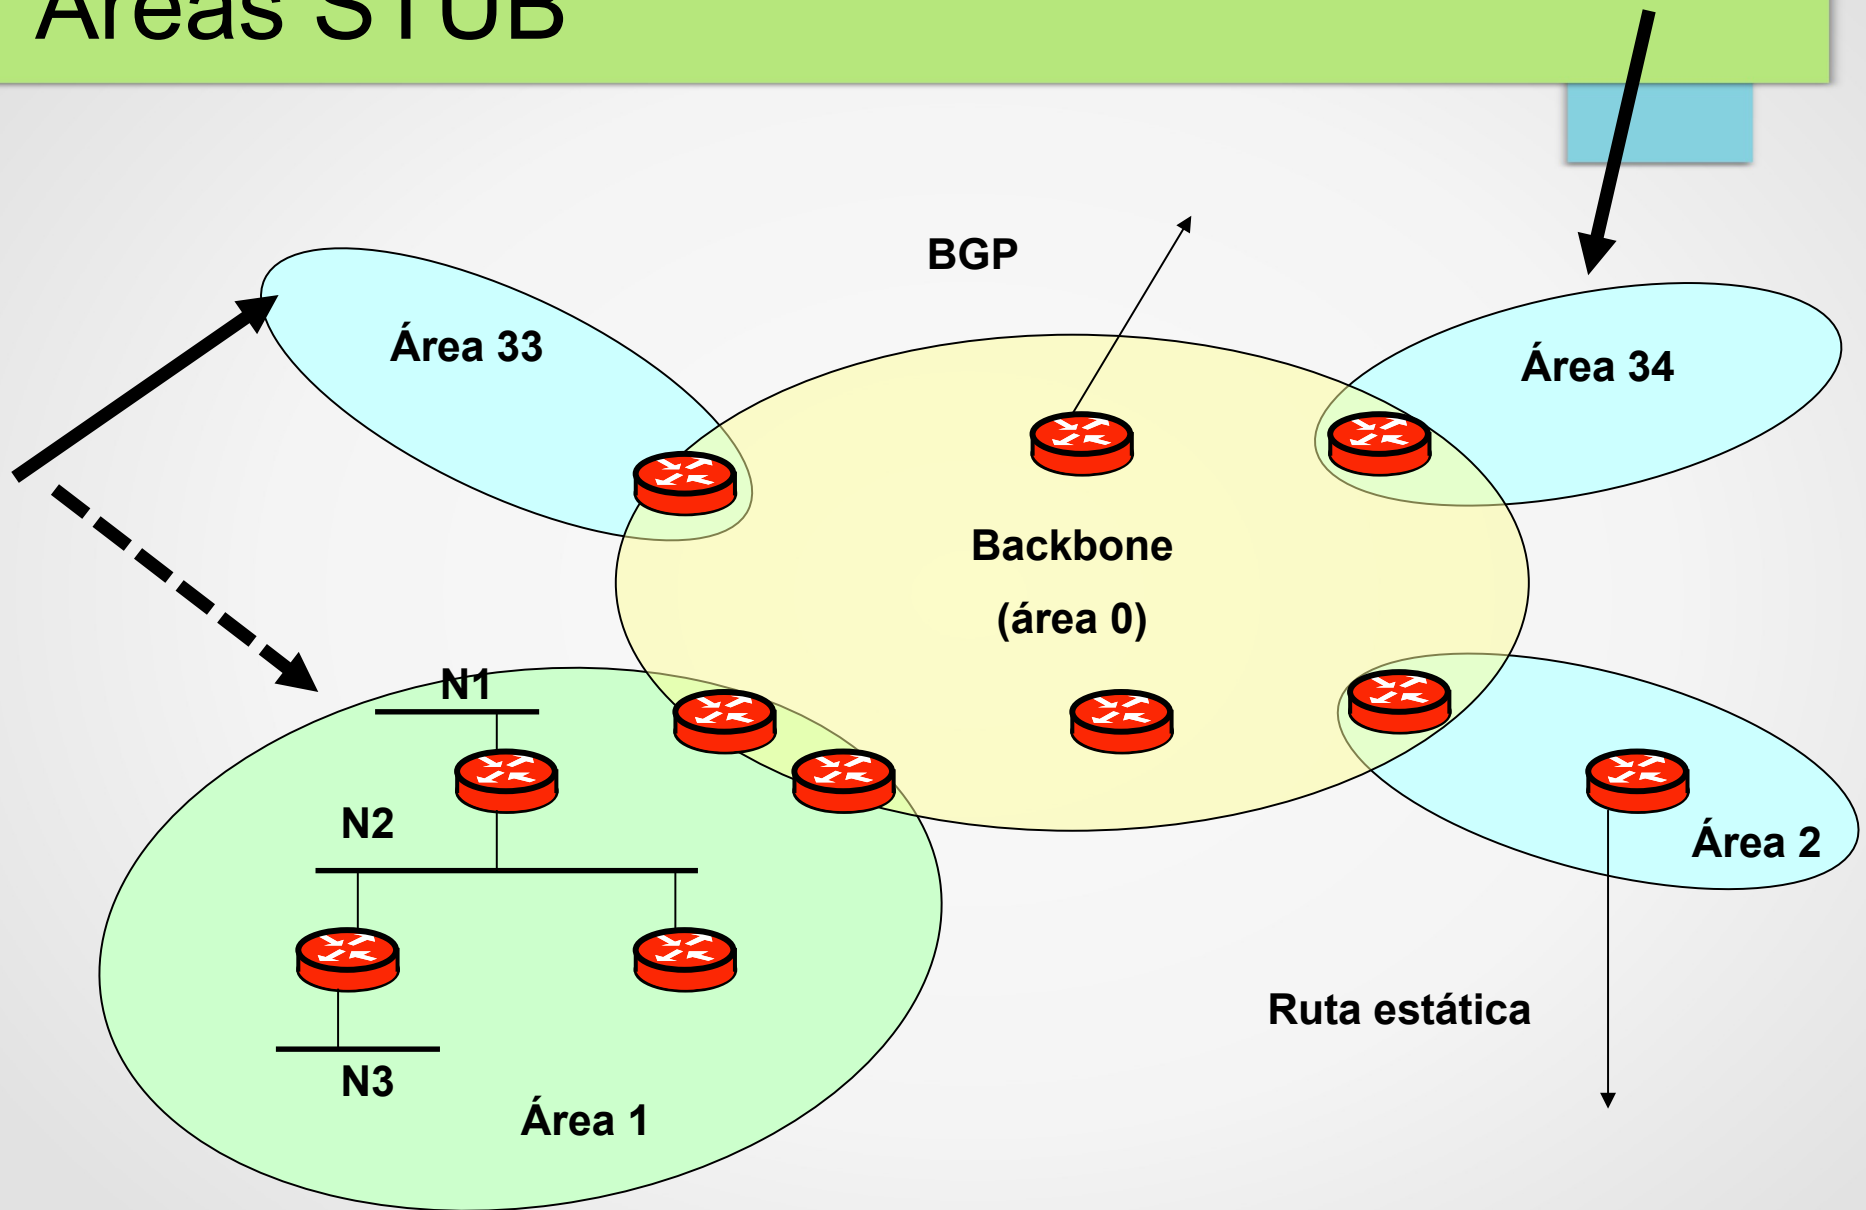 Áreas STUB
BGP
Área 33
Área 34
Backbone
(área 0)
N1
N2
Área 2
Ruta estática
N3
Área 1